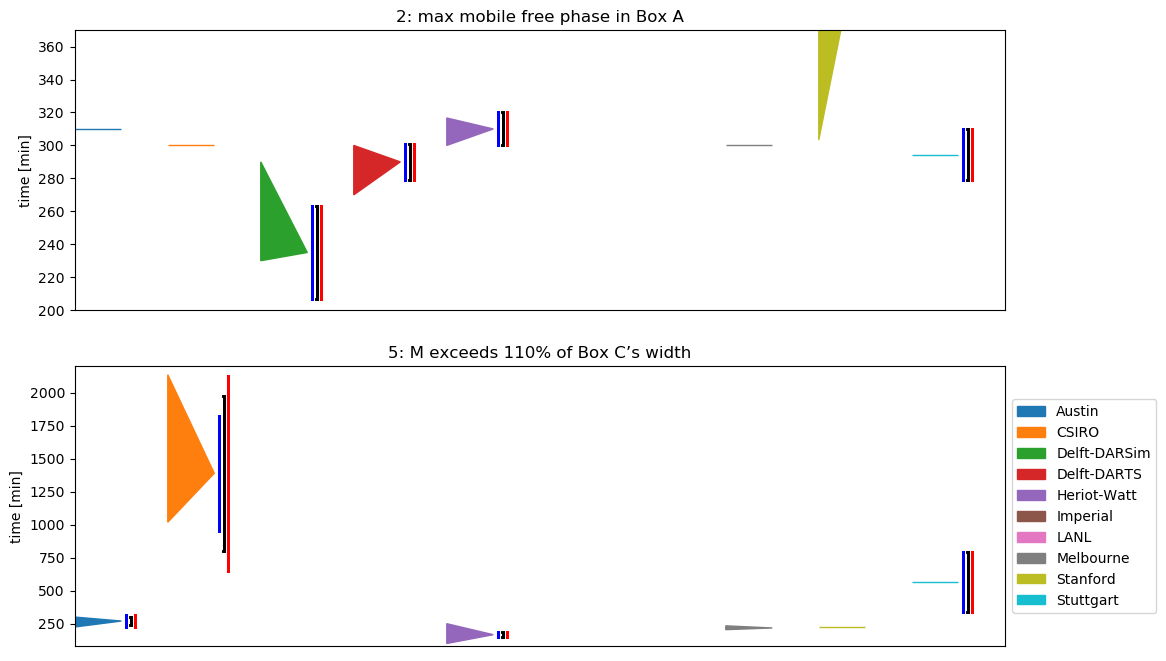 2: max mobile free phase in Box A
360
340
320
300
280
260
240
220
200
time [min]
5: M exceeds 110% of Box C’s width
2000
1750
1500
1250
1000
750
500
250
time [min]
Austin
CSIRO
Delft-DARSim
Delft-DARTS
Heriot-Watt
Imperial
LANL
Melbourne
Stanford
Stuttgart